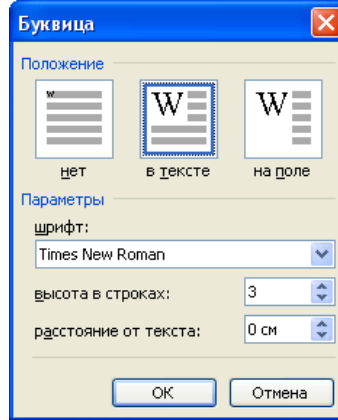 Буквица
Положение
W W W
нет в тексте на поле
Параметры
шрифт:
Times New Roman
высота в строках: 3
расстояние от текста: 0 см
ОК Отмена